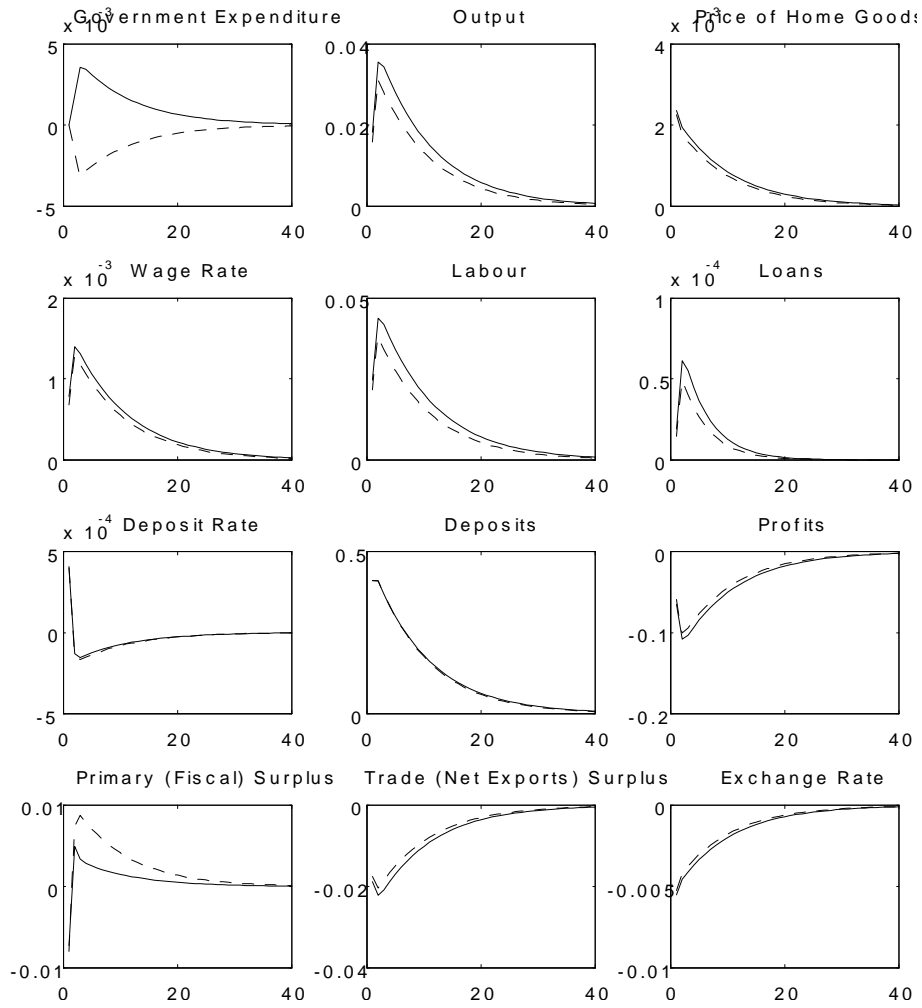 Government Expenditure
Output
Price of Home Goods
x 10^-3
5
0
-5
0 20 40
0.04
0.02
0
0 20 40
x 10^-3
4
2
0
0 20 40
Wage Rate
Labour
Loans
x 10^-3
2
1
0
0 20 40
0.05
0
0 20 40
x 10^-4
1
0.5
0
0 20 40
Deposit Rate
Deposits
Profits
x 10^-4
5
0
-5
0 20 40
0.5
0
0 20 40
0
-0.1
-0.2
0 20 40
Primary (Fiscal) Surplus
Trade (Net Exports) Surplus
Exchange Rate
0.01
0
-0.01
0 20 40
0
-0.02
-0.04
0 20 40
0
-0.005
-0.01
0 20 40